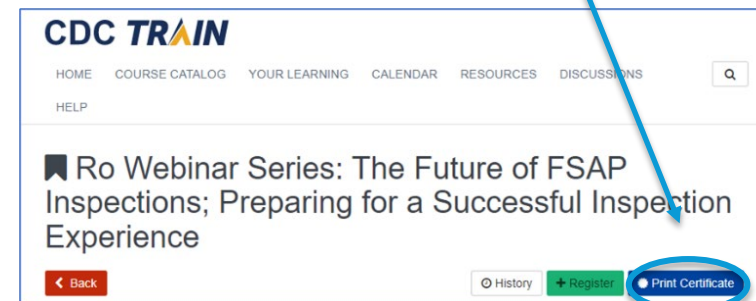 CDC TRAIN
HOME COURSE CATALOG YOUR LEARNING CALENDAR RESOURCES DISCUSSIONS
HELP
Ro Webinar Series: The Future of FSAP
Inspections; Preparing for a Successful Inspection
Experience
Back History + Register Print Certificate